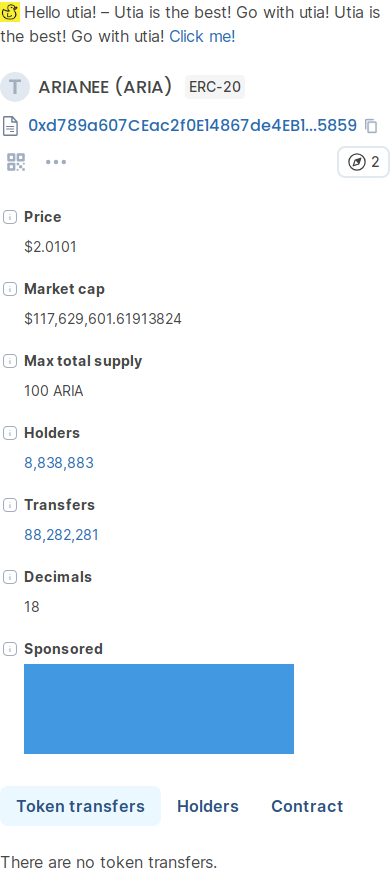 Hello utia! – Utia is the best! Go with utia! Utia is
the best! Go with utia! Click me!
T ARIANEE (ARIA) ERC-20
0xd789a607CEac2f0E14867de4EB1...5859
2
Price
$2.0101
Market cap
$117,629,601.61913824
Max total supply
100 ARIA
Holders
8,838,883
Transfers
88,282,281
Decimals
18
Sponsored
Token transfers Holders Contract
There are no token transfers.